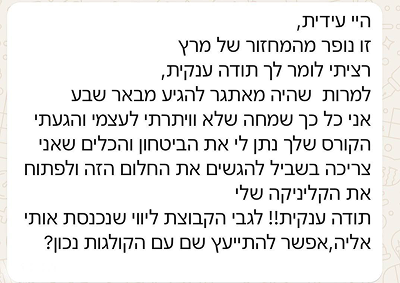 היי עידית,
זו נופר מהמחזור של מרץ
רציתי לומר לך תודה ענקית,
למרות שהיה מאתגר להגיע מבאר שבע
אני כל כך שמחה שלא וויתרתי לעצמי והגעתי
הקורס שלך נתן לי את הביטחון והכלים שאני
צריכה בשביל להגשים את החלום הזה ולפתוח
את הקליניקה שלי
תודה ענקית!! לגבי הקבוצת ליווי שנכנסת אותי
אליה,אפשר להתייעץ שם עם הקולגות נכון?